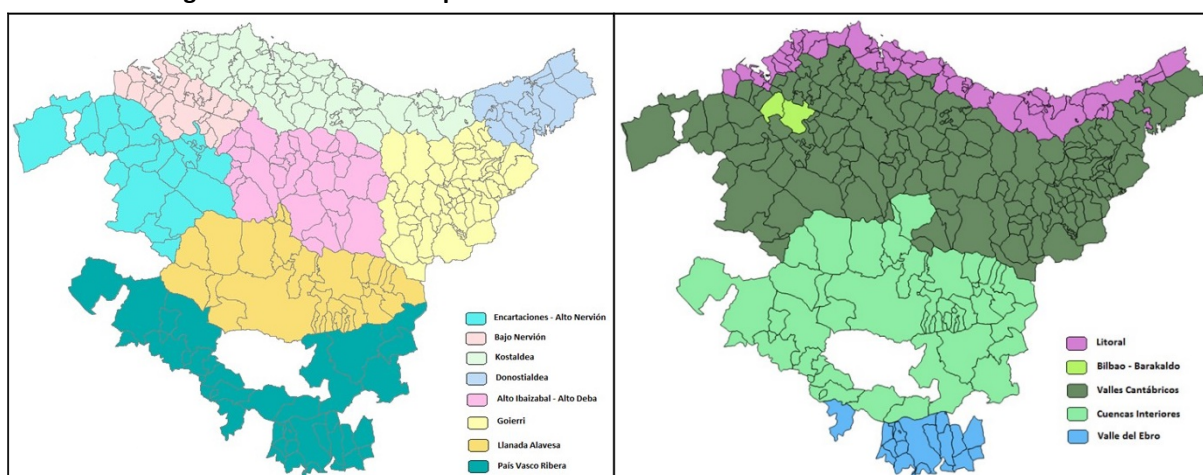 Encartaciones - Alto Nervión
Bajo Nervión
Kostaldea
Donostialdea
Alto Ibaizabal - Alto Deba
Goierri
Llanada Alavesa
País Vasco Ribera
Litoral
Bilbao - Barakaldo
Valles Cantábricos
Cuencas Interiores
Valle del Ebro